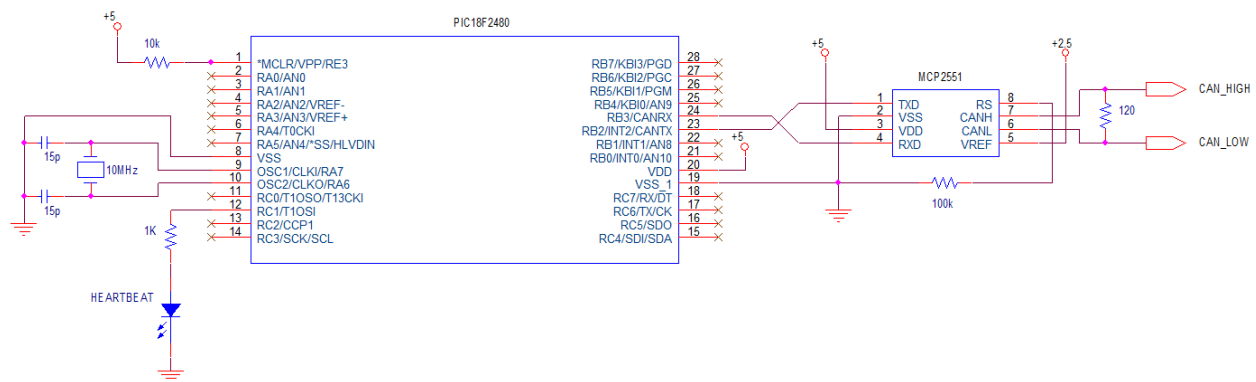 PIC18F2480
+5
10k
1 *MCLR/VPP/RE3
2 RA0/AN0
3 RA1/AN1
4 RA2/AN2/VREF-
5 RA3/AN3/VREF+
6 RA4/T0CKI
7 RA5/AN4/*SS/HLVDIN
8 VSS
9 OSC1/CLKI/RA7
10 OSC2/CLKO/RA6
11 RC0/T1OSO/T13CKI
12 RC1/T1OSI
13 RC2/CCP1
14 RC3/SCK/SCL
15p
10MHz
15p
1K
HEARTBEAT
RB7/KBI3/PGD 28
RB6/KBI2/PGC 27
RB5/KBI1/PGM 26
RB4/KBI0/AN9 25
RB3/CANRX 24
RB2/INT2/CANTX 23
RB1/INT1/AN8 22
RB0/INT0/AN10 21
VDD 20
VSS_1 19
RC7/RX/DT 18
RC6/TX/CK 17
RC5/SDO 16
RC4/SDI/SDA 15
+5
+5
MCP2551
1 TXD
2 VSS
3 VDD
4 RXD
RS 8
CANH 7
CANL 6
VREF 5
+2.5
100k
120
CAN_HIGH
CAN_LOW